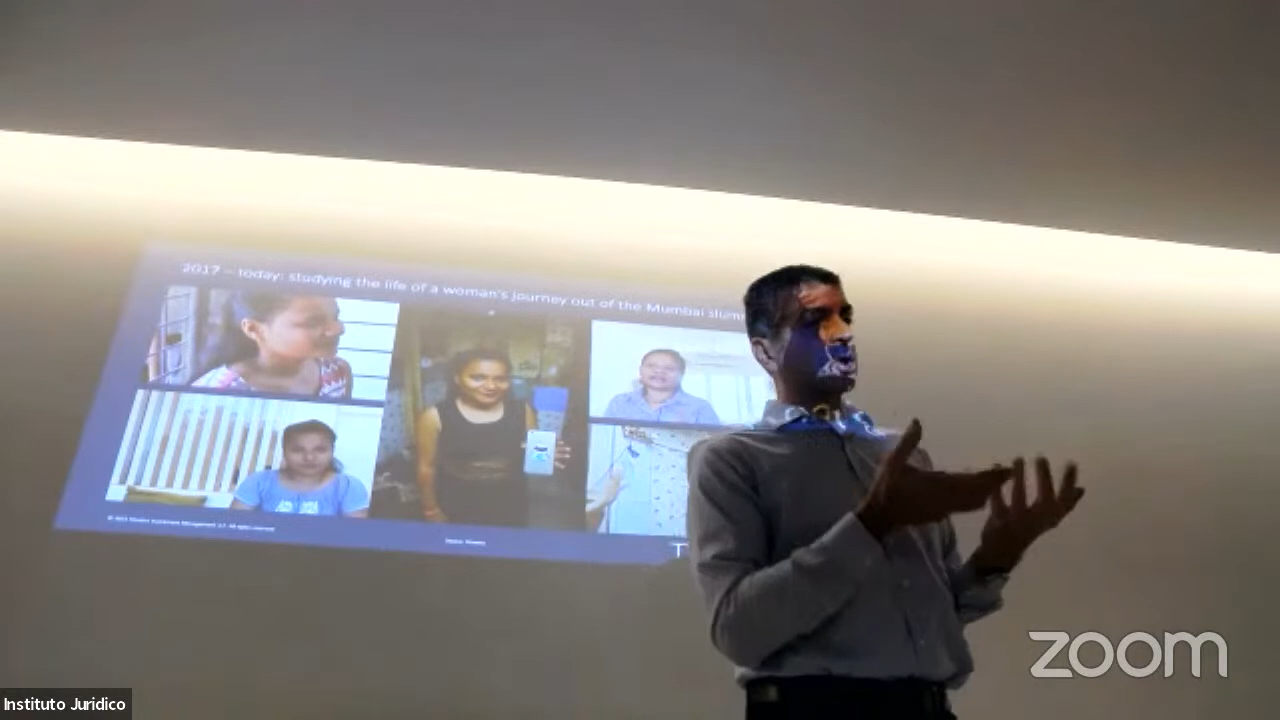 2017 – today: studying the life of a woman's journey out of the Mumbai slum
T
zoom
Instituto Juridico